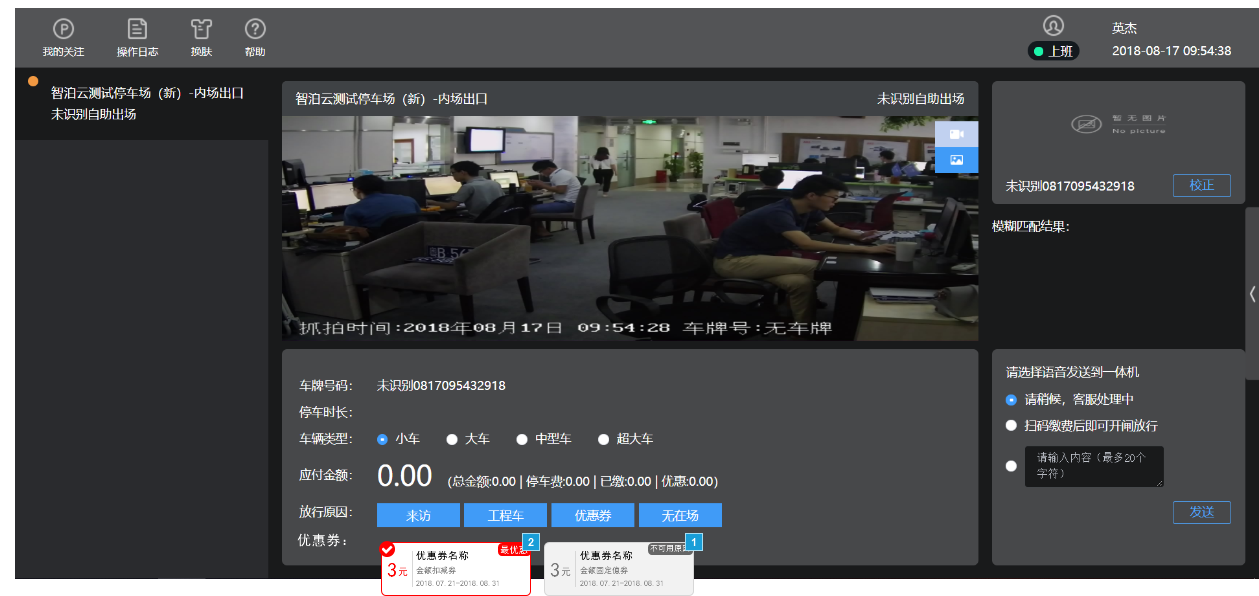 我的关注 操作日志 换肤 帮助
上班
英杰
2018-08-17 09:54:38
智泊云测试停车场（新）-内场出口
未识别自助出场
智泊云测试停车场（新）-内场出口 未识别自助出场
抓拍时间:2018年08月17日 09:54:28 车牌号:无车牌
暂无图片
No picture
未识别0817095432918 校正
模糊匹配结果:
车牌号码: 未识别0817095432918
停车时长:
车辆类型: 小车 大车 中型车 超大车
应付金额: 0.00 (总金额:0.00 | 停车费:0.00 | 已缴:0.00 | 优惠:0.00)
放行原因: 来访 工程车 优惠券 无在场
优惠券:
3元
优惠券名称
最优惠
2
金额扣减券
2018.07.21-2018.08.31
3元
优惠券名称
不可用原
1
金额固定值券
2018.07.21-2018.08.31
请选择语音发送到一体机
请稍候，客服处理中
扫码缴费后即可开闸放行
请输入内容（最多20个
字符）
发送